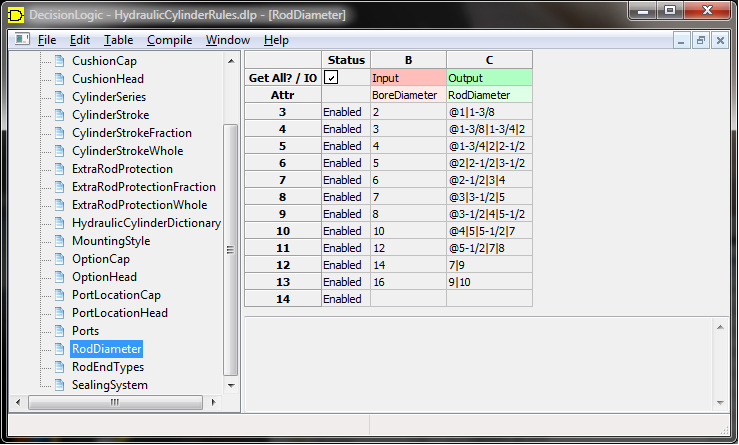 DecisionLogic - HydraulicCylinderRules.dlp - [RodDiameter]
File Edit Table Compile Window Help
CushionCap
CushionHead
CylinderSeries
CylinderStroke
CylinderStrokeFraction
CylinderStrokeWhole
ExtraRodProtection
ExtraRodProtectionFraction
ExtraRodProtectionWhole
HydraulicCylinderDictionary
MountingStyle
OptionCap
OptionHead
PortLocationCap
PortLocationHead
Ports
RodDiameter
RodEndTypes
SealingSystem
Status B C
Get All? / IO Input Output
Attr BoreDiameter RodDiameter
3 Enabled 2 @1|1-3/8
4 Enabled 3 @1-3/8|1-3/4|2
5 Enabled 4 @1-3/4|2|2-1/2
6 Enabled 5 @2|2-1/2|3-1/2
7 Enabled 6 @2-1/2|3|4
8 Enabled 7 @3|3-1/2|5
9 Enabled 8 @3-1/2|4|5-1/2
10 Enabled 10 @4|5|5-1/2|7
11 Enabled 12 @5-1/2|7|8
12 Enabled 14 7|9
13 Enabled 16 9|10
14 Enabled